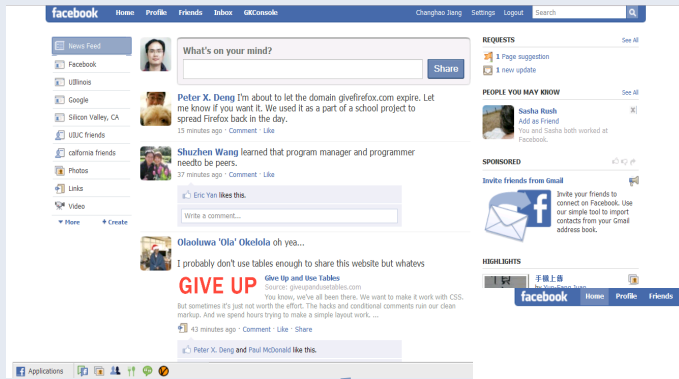 facebook Home Profile Friends Inbox GKConsole Changhao Jiang Settings Logout Search
News Feed
Facebook
UIllinois
Google
Silicon Valley, CA
UIUC friends
calfornia friends
Photos
Links
Video
More Create
What's on your mind?
Share
Peter X. Deng I'm about to let the domain givefirefox.com expire. Let
me know if you want it. We used it as a part of a school project to
spread Firefox back in the day.
15 minutes ago · Comment · Like
Shuzhen Wang learned that program manager and programmer
needto be peers.
37 minutes ago · Comment · Like
Eric Yan likes this.
Write a comment...
Olaoluwa 'Ola' Okelola oh yea...
I probably don't use tables enough to share this website but whatevs
GIVE UP
Give Up and Use Tables
Source: giveupandusetables.com
You know, we've all been there. We want to make it work with CSS.
But sometimes it's just not worth the effort. The hacks and conditional comments ruin our clean
markup. And we spend hours trying to make a simple layout work. ...
43 minutes ago · Comment · Like · Share
Peter X. Deng and Paul McDonald like this.
REQUESTS See All
1 Page suggestion
1 new update
PEOPLE YOU MAY KNOW See All
Sasha Rush
Add as Friend
You and Sasha both worked at
Facebook.
SPONSORED
Invite friends from Gmail
Invite your friends to
connect on Facebook. Use
our simple tool to import
contacts from your Gmail
address book.
HIGHLIGHTS
facebook Home Profile Friends
Applications